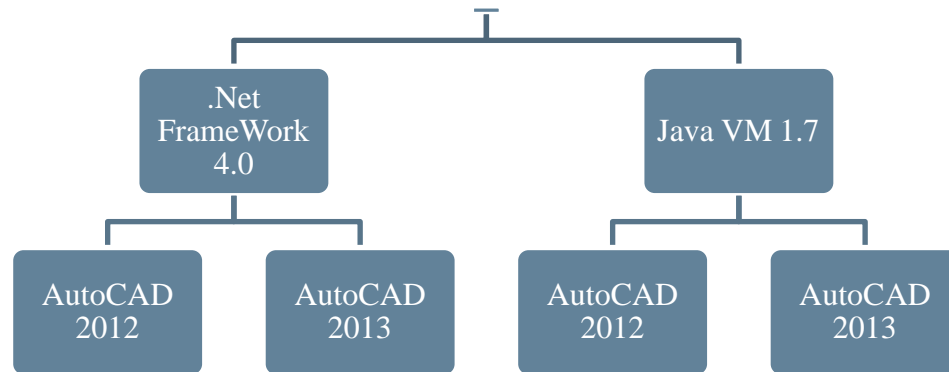 .Net
FrameWork
4.0
Java VM 1.7
AutoCAD
2012
AutoCAD
2013
AutoCAD
2012
AutoCAD
2013